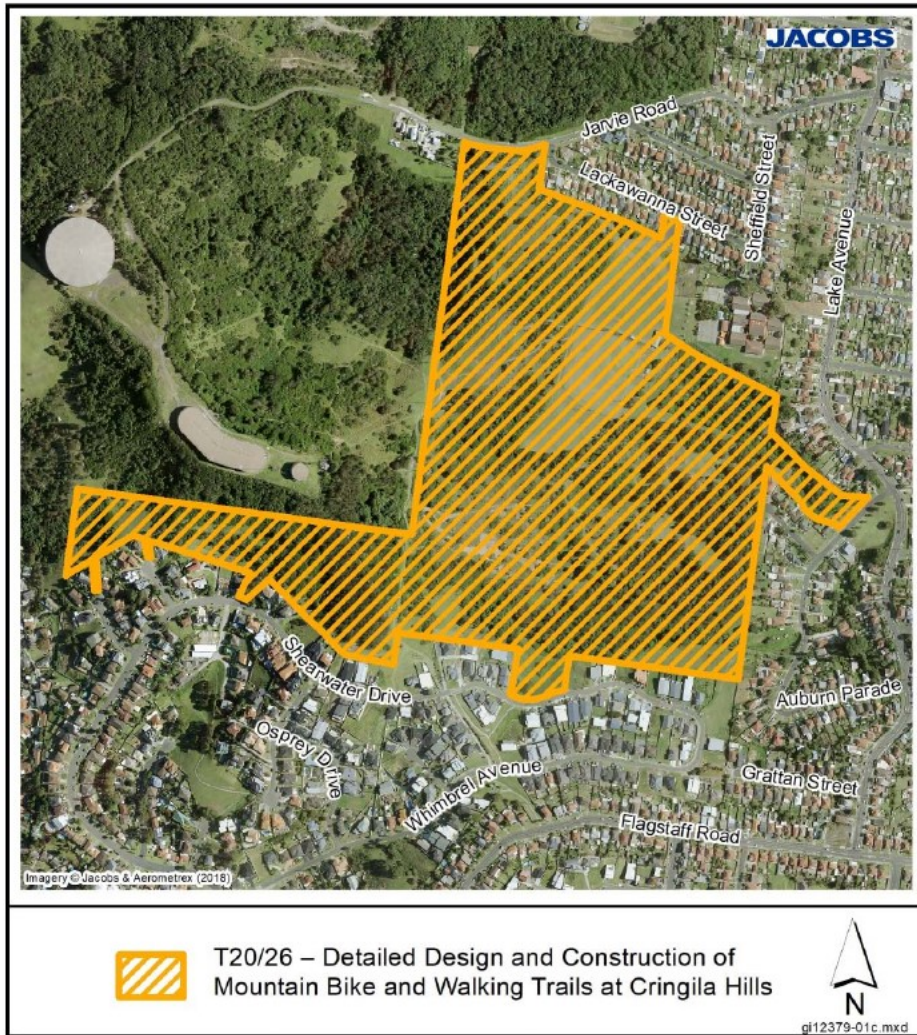 JACOBS
Jarvie Road
Lackawanna Street
Sheffield Street
Lake Avenue
Shearwater Drive
Osprey Drive
Whimbrel Avenue
Auburn Parade
Grattan Street
Flagstaff Road
Imagery © Jacobs & Aerometrex (2018)
T20/26 – Detailed Design and Construction of
Mountain Bike and Walking Trails at Cringila Hills
N
gi12379-01c.mxd